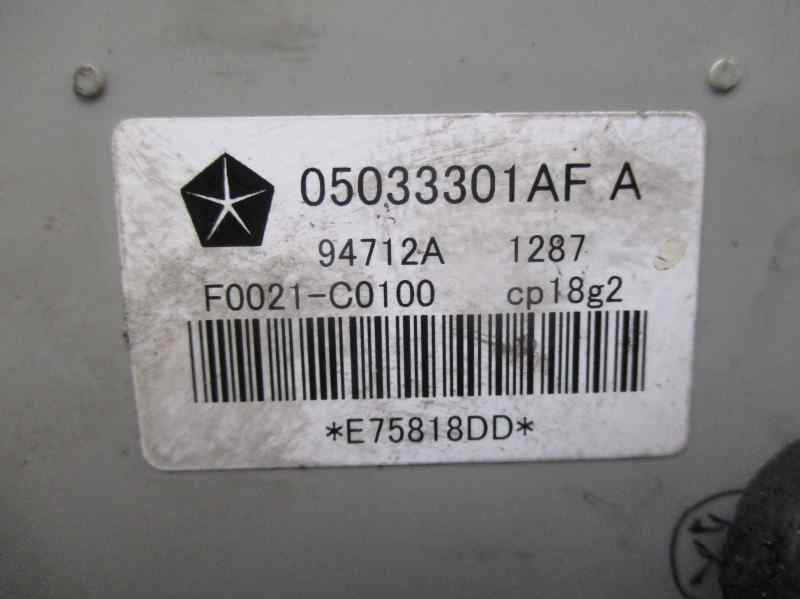 05033301AF A
94712A 1287
F0021-C0100 cp18g2
*E75818DD*